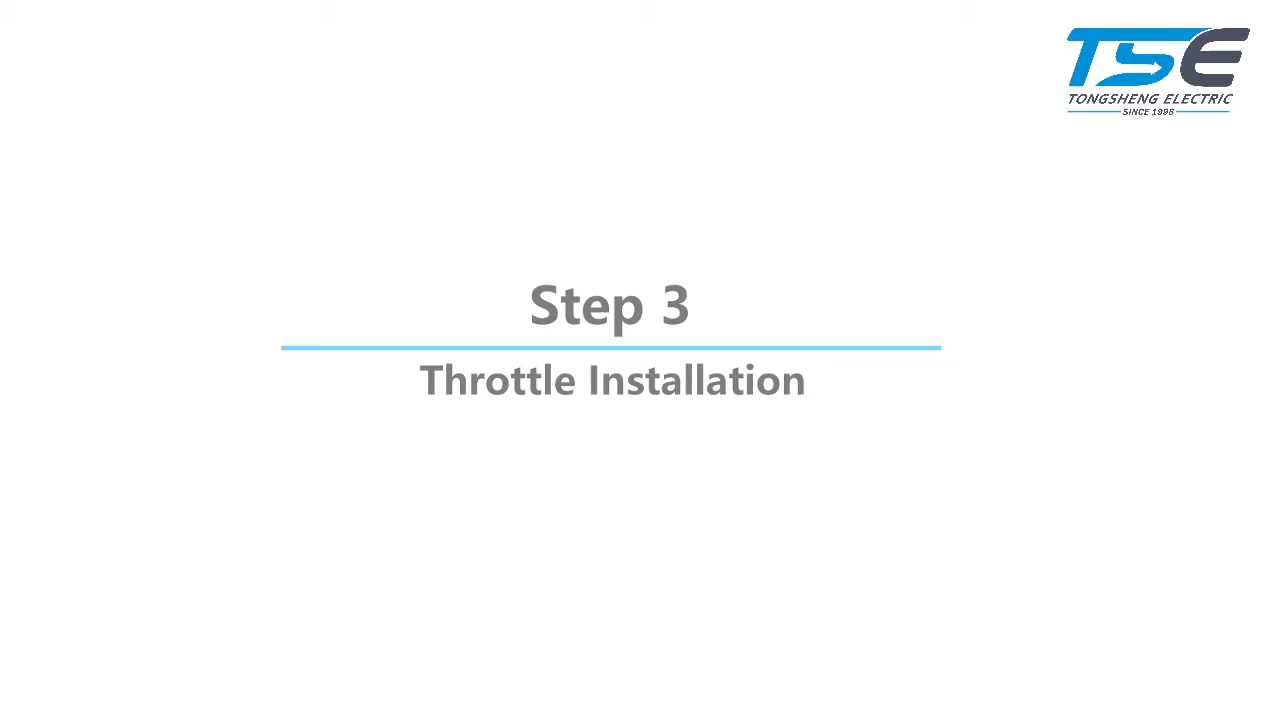 TSE
TONGSHENG ELECTRIC
SINCE 1998
Step 3
Throttle Installation